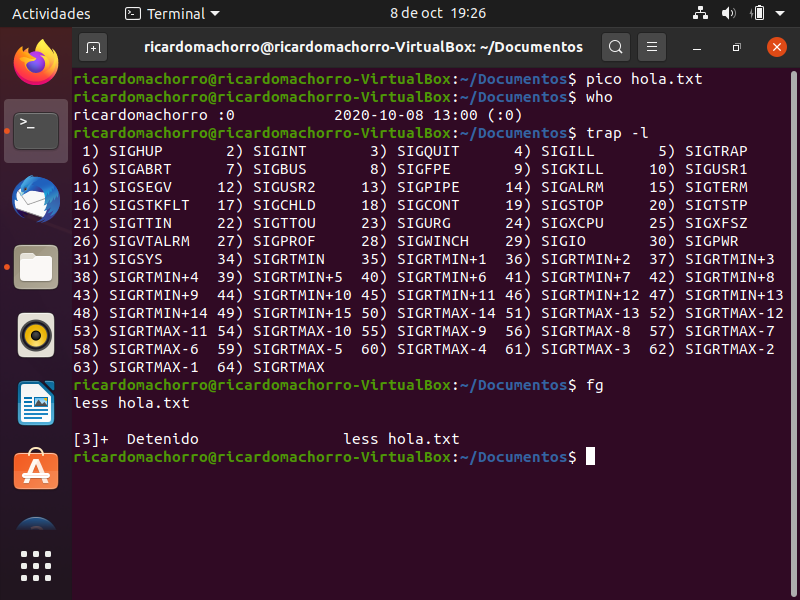 Actividades Terminal 8 de oct 19:26
ricardomachorro@ricardomachorro-VirtualBox: ~/Documentos
ricardomachorro@ricardomachorro-VirtualBox:~/Documentos$ pico hola.txt
ricardomachorro@ricardomachorro-VirtualBox:~/Documentos$ who
ricardomachorro :0           2020-10-08 13:00 (:0)
ricardomachorro@ricardomachorro-VirtualBox:~/Documentos$ trap -l
 1) SIGHUP       2) SIGINT       3) SIGQUIT      4) SIGILL       5) SIGTRAP
 6) SIGABRT      7) SIGBUS       8) SIGFPE       9) SIGKILL     10) SIGUSR1
11) SIGSEGV     12) SIGUSR2     13) SIGPIPE     14) SIGALRM     15) SIGTERM
16) SIGSTKFLT   17) SIGCHLD     18) SIGCONT     19) SIGSTOP     20) SIGTSTP
21) SIGTTIN     22) SIGTTOU     23) SIGURG      24) SIGXCPU     25) SIGXFSZ
26) SIGVTALRM   27) SIGPROF     28) SIGWINCH    29) SIGIO       30) SIGPWR
31) SIGSYS      34) SIGRTMIN    35) SIGRTMIN+1  36) SIGRTMIN+2  37) SIGRTMIN+3
38) SIGRTMIN+4  39) SIGRTMIN+5  40) SIGRTMIN+6  41) SIGRTMIN+7  42) SIGRTMIN+8
43) SIGRTMIN+9  44) SIGRTMIN+10 45) SIGRTMIN+11 46) SIGRTMIN+12 47) SIGRTMIN+13
48) SIGRTMIN+14 49) SIGRTMIN+15 50) SIGRTMAX-14 51) SIGRTMAX-13 52) SIGRTMAX-12
53) SIGRTMAX-11 54) SIGRTMAX-10 55) SIGRTMAX-9  56) SIGRTMAX-8  57) SIGRTMAX-7
58) SIGRTMAX-6  59) SIGRTMAX-5  60) SIGRTMAX-4  61) SIGRTMAX-3  62) SIGRTMAX-2
63) SIGRTMAX-1  64) SIGRTMAX
ricardomachorro@ricardomachorro-VirtualBox:~/Documentos$ fg
less hola.txt
[3]+  Detenido                less hola.txt
ricardomachorro@ricardomachorro-VirtualBox:~/Documentos$